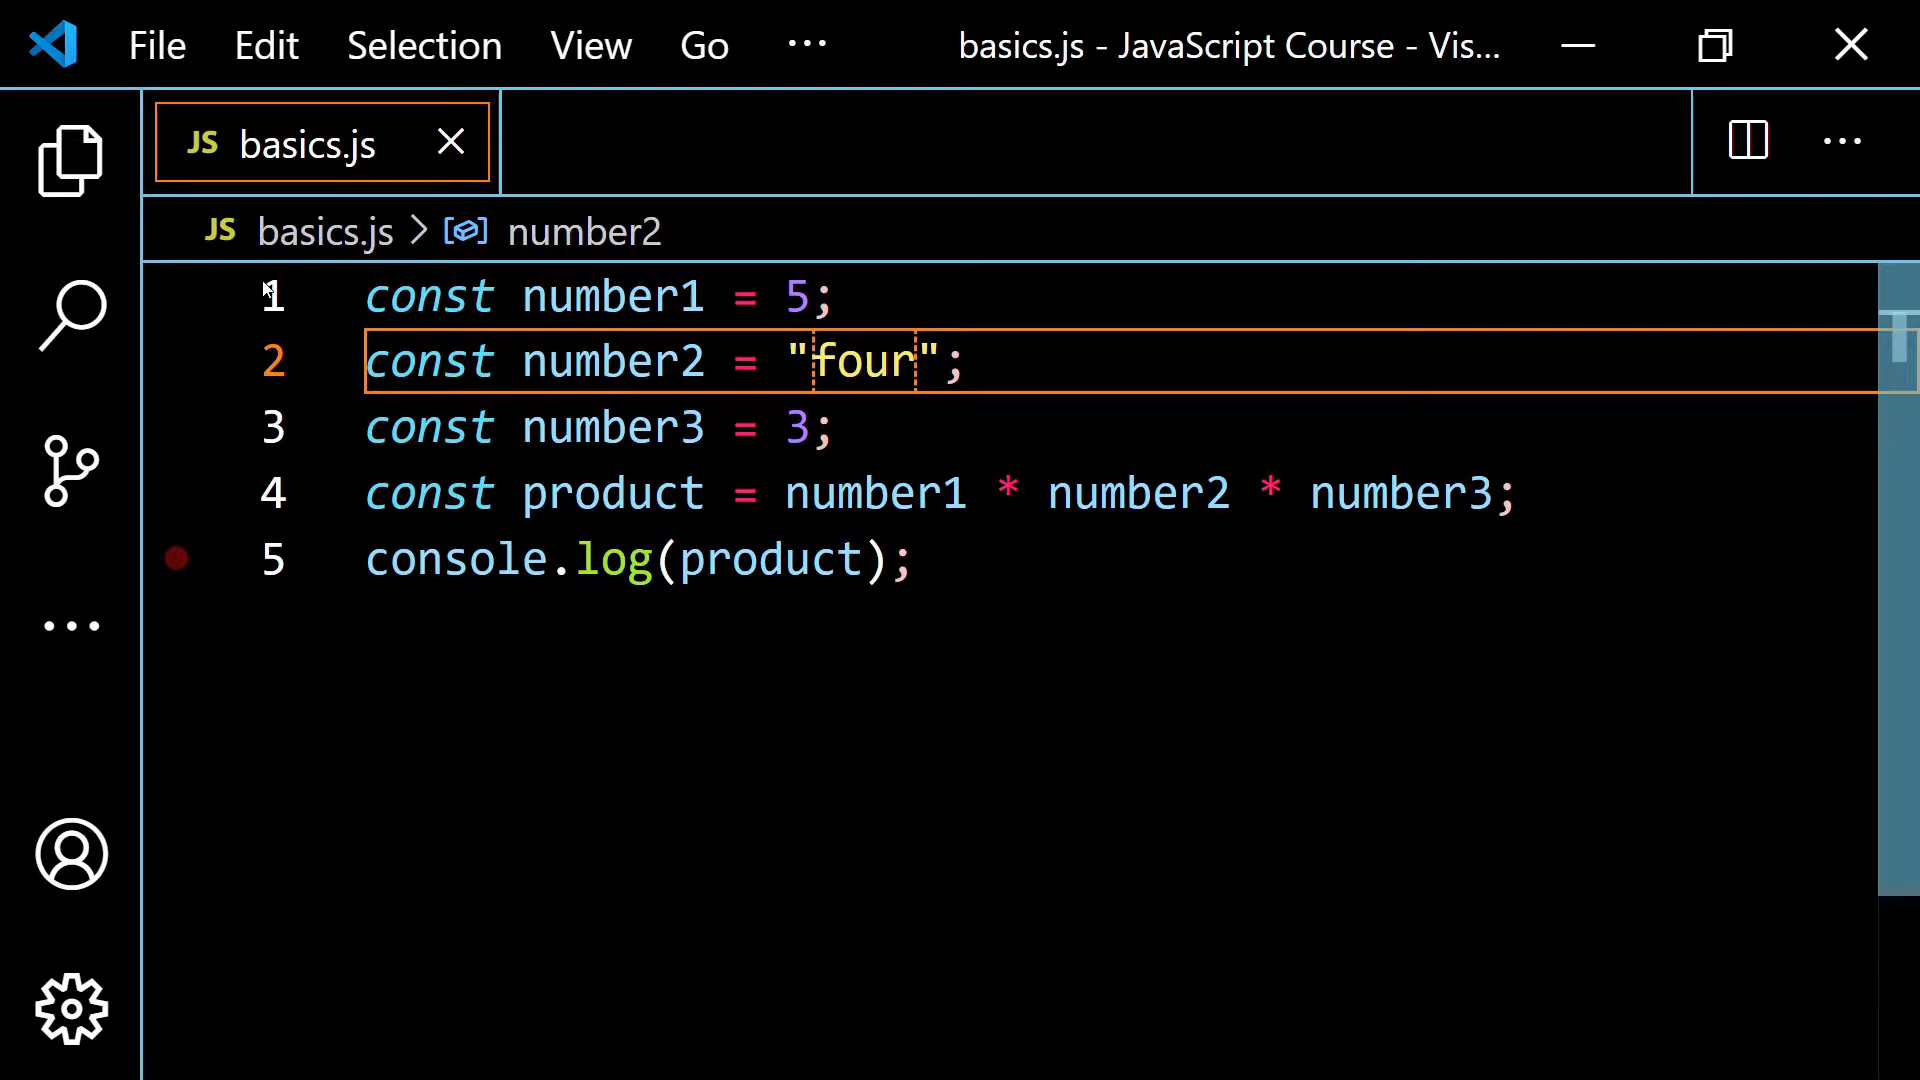 File Edit Selection View Go ··· basics.js - JavaScript Course - Vis...
JS basics.js
JS basics.js > number2
1 const number1 = 5;
2 const number2 = "four";
3 const number3 = 3;
4 const product = number1 * number2 * number3;
5 console.log(product);